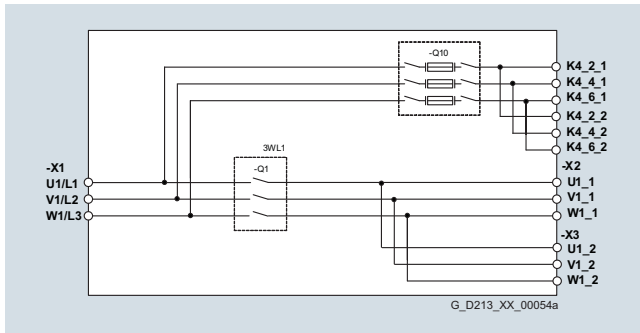 -Q10
K4_2_1
K4_4_1
K4_6_1
K4_2_2
K4_4_2
K4_6_2
3WL1
-X1
-Q1
-X2
U1/L1
U1_1
V1/L2
V1_1
W1/L3
W1_1
-X3
U1_2
V1_2
W1_2
G_D213_XX_00054a